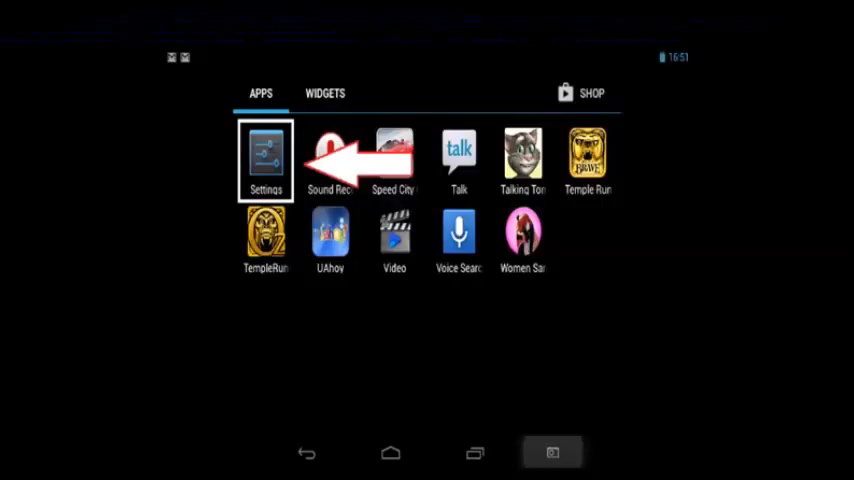 16:51
APPS WIDGETS SHOP
Settings Sound Rec Speed City Talk Talking Tom Temple Run
TempleRun UAhoy Video Voice Searc Women Sar
talk
BRAVE